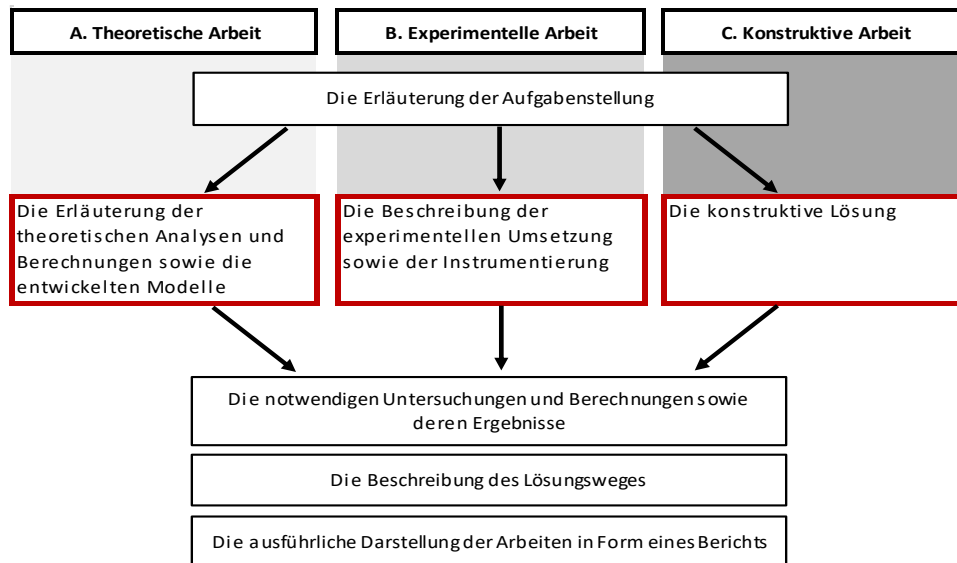 A. Theoretische Arbeit
B. Experimentelle Arbeit
C. Konstruktive Arbeit
Die Erläuterung der Aufgabenstellung
Die Erläuterung der
theoretischen Analysen und
Berechnungen sowie die
entwickelten Modelle
Die Beschreibung der
experimentellen Umsetzung
sowie der Instrumentierung
Die konstruktive Lösung
Die notwendigen Untersuchungen und Berechnungen sowie
deren Ergebnisse
Die Beschreibung des Lösungsweges
Die ausführliche Darstellung der Arbeiten in Form eines Berichts